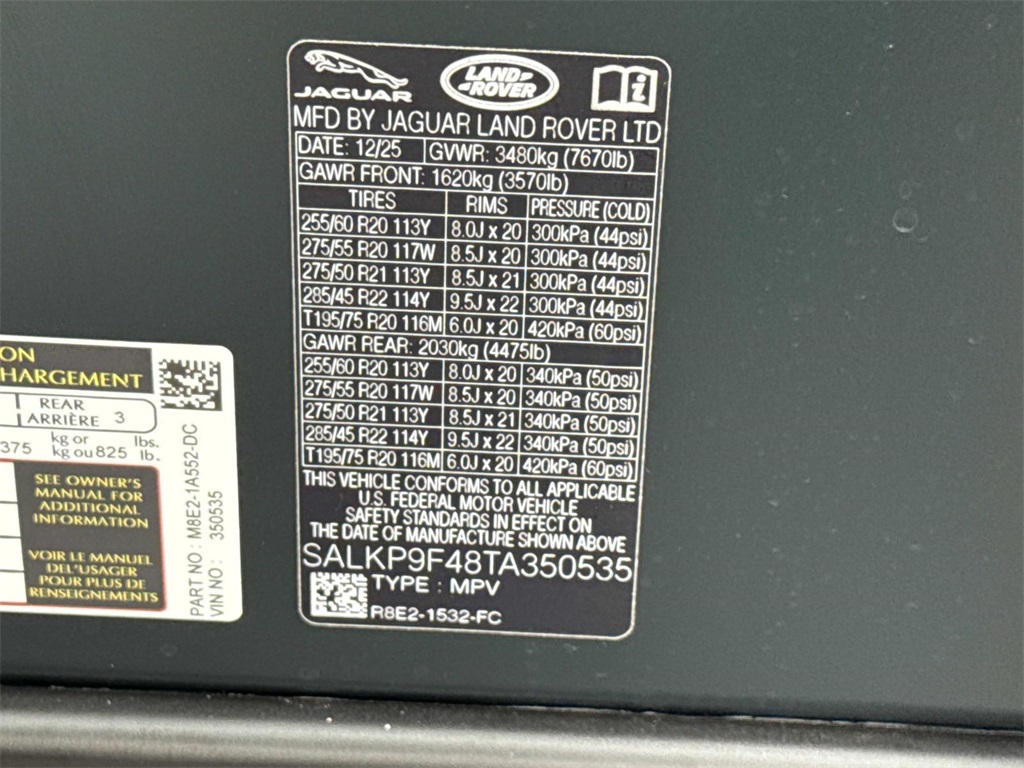 JAGUAR
LAND ROVER
i
MFD BY JAGUAR LAND ROVER LTD
DATE: 12/25 GVWR: 3480kg (7670lb)
GAWR FRONT: 1620kg (3570lb)
TIRES RIMS PRESSURE (COLD)
255/60 R20 113Y 8.0J x 20 300kPa (44psi)
275/55 R20 117W 8.5J x 20 300kPa (44psi)
275/50 R21 113Y 8.5J x 21 300kPa (44psi)
285/45 R22 114Y 9.5J x 22 300kPa (44psi)
T195/75 R20 116M 6.0J x 20 420kPa (60psi)
GAWR REAR: 2030kg (4475lb)
255/60 R20 113Y 8.0J x 20 340kPa (50psi)
275/55 R20 117W 8.5J x 20 340kPa (50psi)
275/50 R21 113Y 8.5J x 21 340kPa (50psi)
285/45 R22 114Y 9.5J x 22 340kPa (50psi)
T195/75 R20 116M 6.0J x 20 420kPa (60psi)
THIS VEHICLE CONFORMS TO ALL APPLICABLE
U.S. FEDERAL MOTOR VEHICLE
SAFETY STANDARDS IN EFFECT ON
THE DATE OF MANUFACTURE SHOWN ABOVE
SALKP9F48TA350535
TYPE : MPV
R8E2-1532-FC
ON
HARGEMENT
REAR
ARRIÈRE 3
375 kg or 825 lbs.
kg ou lb.
SEE OWNER'S
MANUAL FOR
ADDITIONAL
INFORMATION
VOIR LE MANUEL
DEL'USAGER
POUR PLUS DE
RENSEIGNEMENTS
PART NO : M8E2-1A552-DC
VIN NO : 350535